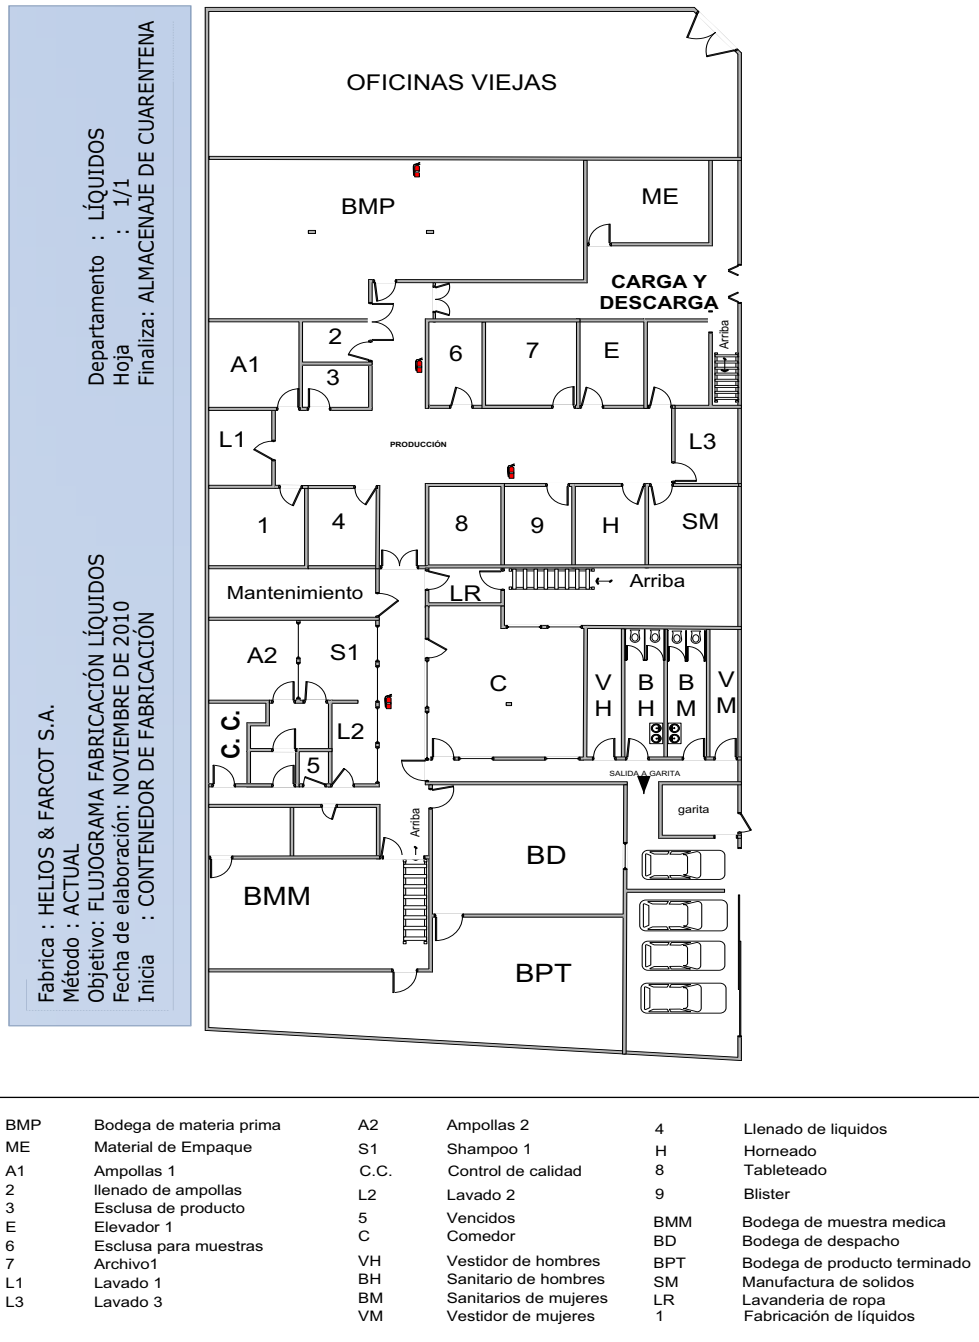 Fabrica : HELIOS & FARCOT S.A.
Método : ACTUAL
Objetivo: FLUJOGRAMA FABRICACIÓN LÍQUIDOS
Fecha de elaboración: NOVIEMBRE DE 2010
Inicia : CONTENEDOR DE FABRICACIÓN
Departamento : LÍQUIDOS
Hoja : 1/1
Finaliza: ALMACENAJE DE CUARENTENA
OFICINAS VIEJAS
BMP
ME
CARGA Y
DESCARGA
Arriba
A1
2
3
6
7
E
L1
PRODUCCIÓN
L3
1
4
8
9
H
SM
Mantenimiento
LR
Arriba
A2
S1
C
V
H
B
H
B
M
V
M
C. C.
L2
5
SALIDA A GARITA
garita
Arriba
BD
BMM
BPT
BMP Bodega de materia prima
ME Material de Empaque
A1 Ampollas 1
2 llenado de ampollas
3 Esclusa de producto
E Elevador 1
6 Esclusa para muestras
7 Archivo1
L1 Lavado 1
L3 Lavado 3
A2 Ampollas 2
S1 Shampoo 1
C.C. Control de calidad
L2 Lavado 2
5 Vencidos
C Comedor
VH Vestidor de hombres
BH Sanitario de hombres
BM Sanitarios de mujeres
VM Vestidor de mujeres
4 Llenado de liquidos
H Horneado
8 Tableteado
9 Blister
BMM Bodega de muestra medica
BD Bodega de despacho
BPT Bodega de producto terminado
SM Manufactura de solidos
LR Lavanderia de ropa
1 Fabricación de líquidos